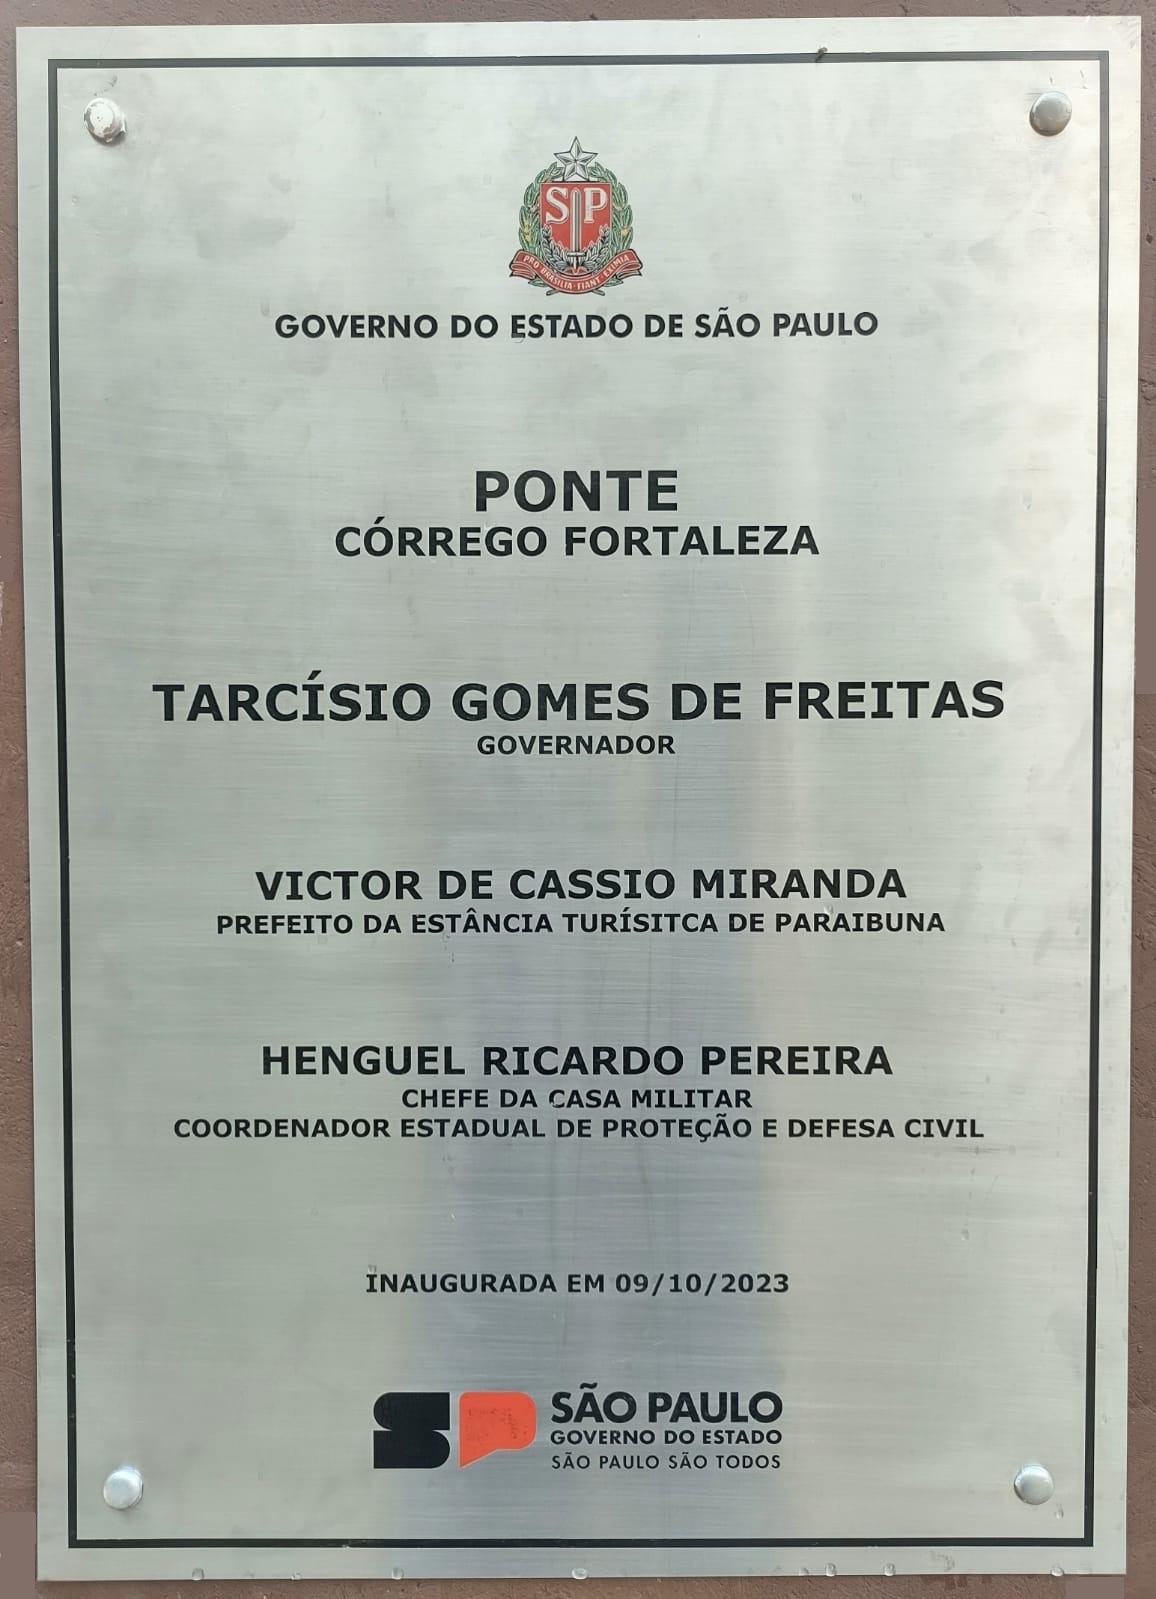 SP
PRO BRASILIA FIANT EXIMIA
GOVERNO DO ESTADO DE SÃO PAULO
PONTE
CÓRREGO FORTALEZA
TARCÍSIO GOMES DE FREITAS
GOVERNADOR
VICTOR DE CASSIO MIRANDA
PREFEITO DA ESTÂNCIA TURÍSITCA DE PARAIBUNA
HENGUEL RICARDO PEREIRA
CHEFE DA CASA MILITAR
COORDENADOR ESTADUAL DE PROTEÇÃO E DEFESA CIVIL
INAUGURADA EM 09/10/2023
SP SÃO PAULO
GOVERNO DO ESTADO
SÃO PAULO SÃO TODOS